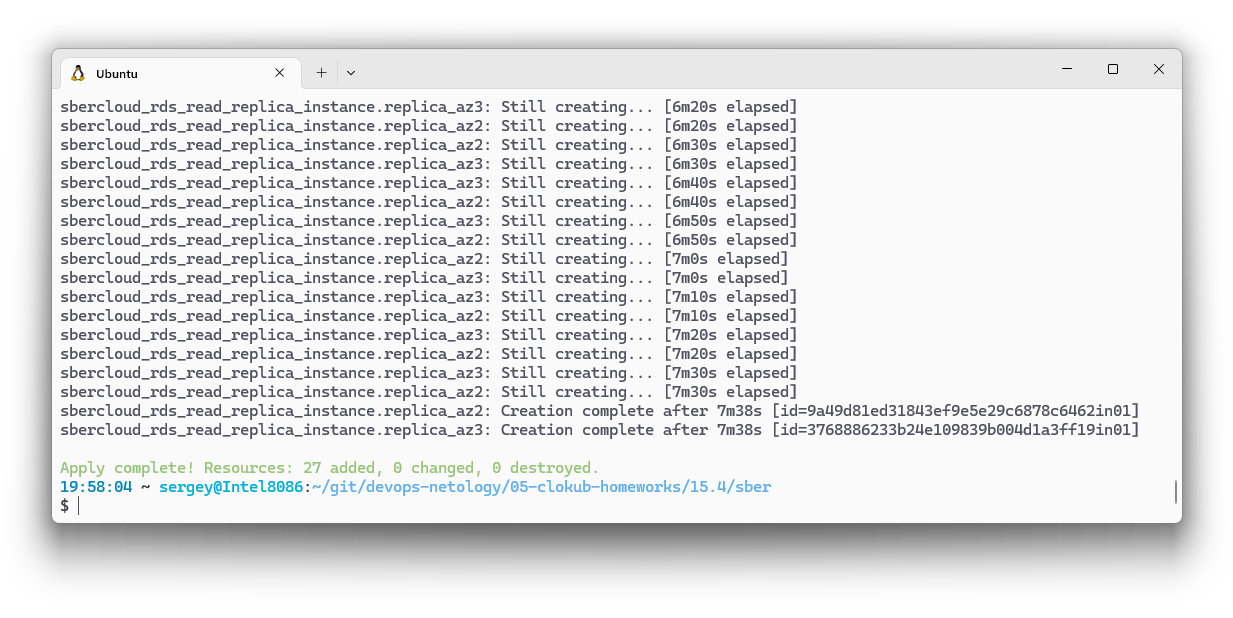 Ubuntu
sbercloud_rds_read_replica_instance.replica_az3: Still creating... [6m20s elapsed]
sbercloud_rds_read_replica_instance.replica_az2: Still creating... [6m20s elapsed]
sbercloud_rds_read_replica_instance.replica_az2: Still creating... [6m30s elapsed]
sbercloud_rds_read_replica_instance.replica_az3: Still creating... [6m30s elapsed]
sbercloud_rds_read_replica_instance.replica_az3: Still creating... [6m40s elapsed]
sbercloud_rds_read_replica_instance.replica_az2: Still creating... [6m40s elapsed]
sbercloud_rds_read_replica_instance.replica_az3: Still creating... [6m50s elapsed]
sbercloud_rds_read_replica_instance.replica_az2: Still creating... [6m50s elapsed]
sbercloud_rds_read_replica_instance.replica_az2: Still creating... [7m0s elapsed]
sbercloud_rds_read_replica_instance.replica_az3: Still creating... [7m0s elapsed]
sbercloud_rds_read_replica_instance.replica_az3: Still creating... [7m10s elapsed]
sbercloud_rds_read_replica_instance.replica_az2: Still creating... [7m10s elapsed]
sbercloud_rds_read_replica_instance.replica_az3: Still creating... [7m20s elapsed]
sbercloud_rds_read_replica_instance.replica_az2: Still creating... [7m20s elapsed]
sbercloud_rds_read_replica_instance.replica_az3: Still creating... [7m30s elapsed]
sbercloud_rds_read_replica_instance.replica_az2: Still creating... [7m30s elapsed]
sbercloud_rds_read_replica_instance.replica_az2: Creation complete after 7m38s [id=9a49d81ed31843ef9e5e29c6878c6462in01]
sbercloud_rds_read_replica_instance.replica_az3: Creation complete after 7m38s [id=3768886233b24e109839b004d1a3ff19in01]
Apply complete! Resources: 27 added, 0 changed, 0 destroyed.
19:58:04 ~ sergey@Intel8086:~/git/devops-netology/05-clokub-homeworks/15.4/sber
$